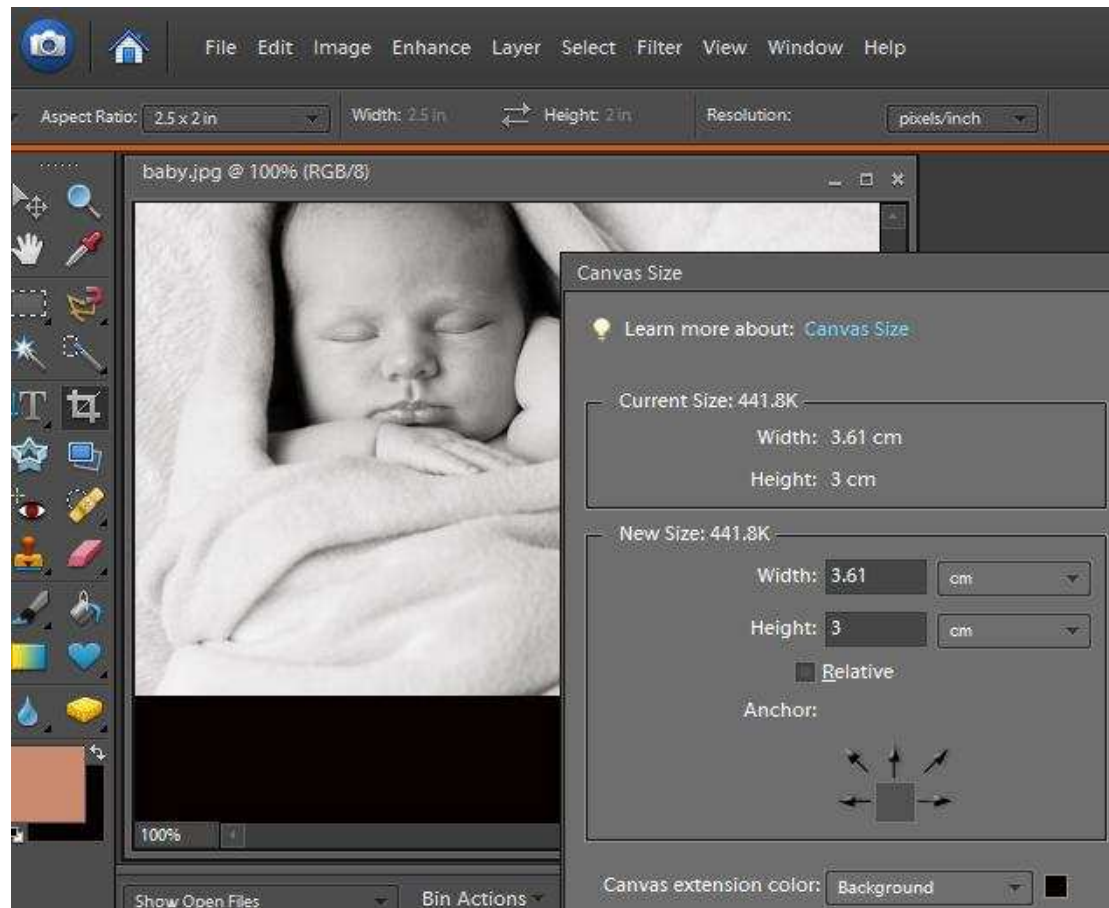 File Edit Image Enhance Layer Select Filter View Window Help
Aspect Ratio: 2.5 x 2 in Width: 2.5 in Height: 2 in Resolution: pixels/inch
baby.jpg @ 100% (RGB/8)
Canvas Size
Learn more about: Canvas Size
Current Size: 441.8K
Width: 3.61 cm
Height: 3 cm
New Size: 441.8K
Width: 3.61 cm
Height: 3 cm
Relative
Anchor:
T
100%
Canvas extension color: Background
Show Open Files Bin Actions